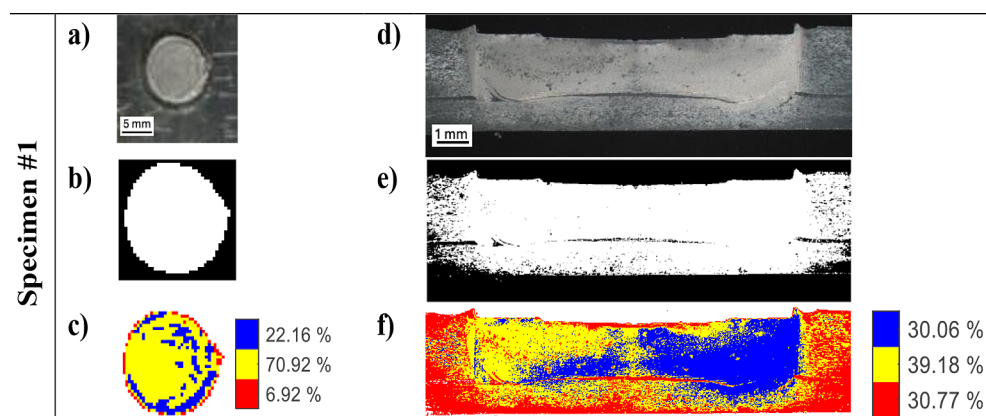 Specimen #1
a)
5 mm
b)
c)
22.16 %
70.92 %
6.92 %
d)
1 mm
e)
f)
30.06 %
39.18 %
30.77 %